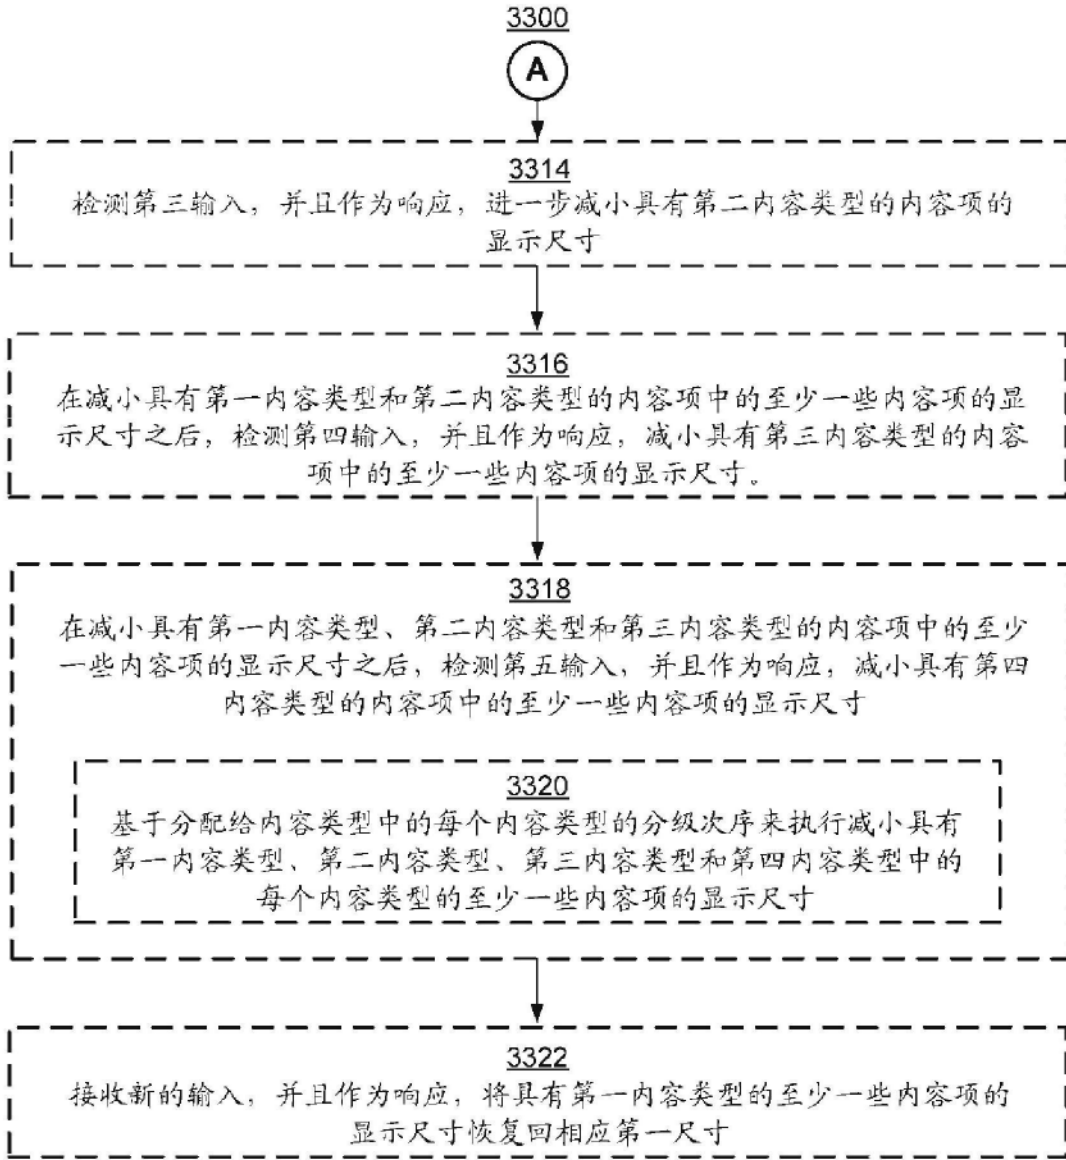 3300
A
3314
检测第三输入，并且作为响应，进一步减小具有第二内容类型的内容项的
显示尺寸
3316
在减小具有第一内容类型和第二内容类型的内容项中的至少一些内容项的显
示尺寸之后，检测第四输入，并且作为响应，减小具有第三内容类型的内容
项中的至少一些内容项的显示尺寸。
3318
在减小具有第一内容类型、第二内容类型和第三内容类型的内容项中的至少
一些内容项的显示尺寸之后，检测第五输入，并且作为响应，减小具有第四
内容类型的内容项中的至少一些内容项的显示尺寸
3320
基于分配给内容类型中的每个内容类型的分级次序来执行减小具有
第一内容类型、第二内容类型、第三内容类型和第四内容类型中的
每个内容类型的至少一些内容项的显示尺寸
3322
接收新的输入，并且作为响应，将具有第一内容类型的至少一些内容项的
显示尺寸恢复回相应第一尺寸